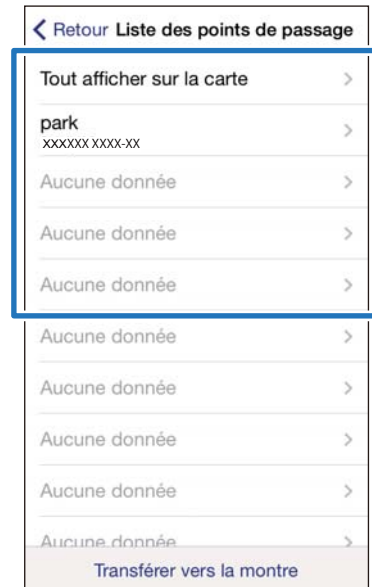 Retour Liste des points de passage
Tout afficher sur la carte
park
XXXXXX XXXX-XX
Aucune donnée
Aucune donnée
Aucune donnée
Aucune donnée
Aucune donnée
Aucune donnée
Aucune donnée
Aucune donnée
Transférer vers la montre